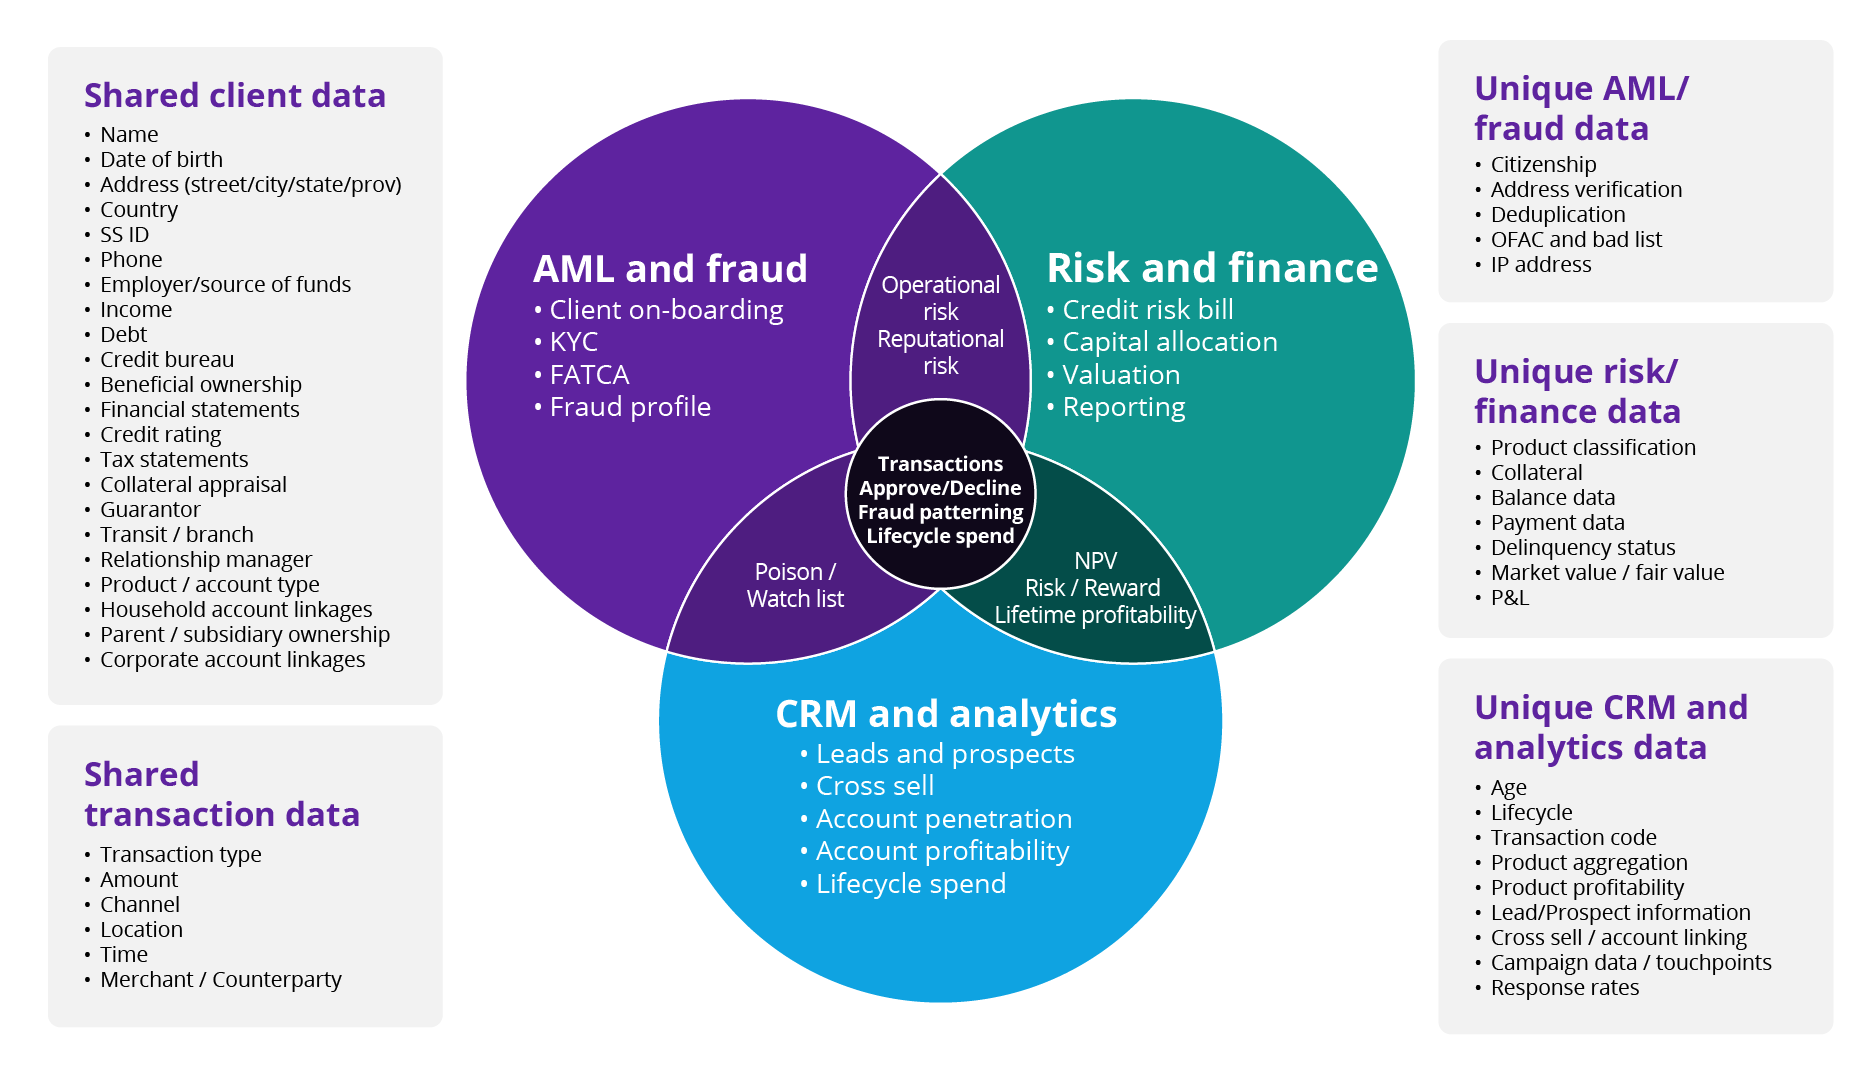 Shared client data
• Name
• Date of birth
• Address (street/city/state/prov)
• Country
• SS ID
• Phone
• Employer/source of funds
• Income
• Debt
• Credit bureau
• Beneficial ownership
• Financial statements
• Credit rating
• Tax statements
• Collateral appraisal
• Guarantor
• Transit / branch
• Relationship manager
• Product / account type
• Household account linkages
• Parent / subsidiary ownership
• Corporate account linkages
Shared
transaction data
• Transaction type
• Amount
• Channel
• Location
• Time
• Merchant / Counterparty
AML and fraud
• Client on-boarding
• KYC
• FATCA
• Fraud profile
Operational
risk
Reputational
risk
Risk and finance
• Credit risk bill
• Capital allocation
• Valuation
• Reporting
Transactions
Approve/Decline
Fraud patterning
Lifecycle spend
Poison /
Watch list
NPV
Risk / Reward
Lifetime profitability
CRM and analytics
• Leads and prospects
• Cross sell
• Account penetration
• Account profitability
• Lifecycle spend
Unique AML/
fraud data
• Citizenship
• Address verification
• Deduplication
• OFAC and bad list
• IP address
Unique risk/
finance data
• Product classification
• Collateral
• Balance data
• Payment data
• Delinquency status
• Market value / fair value
• P&L
Unique CRM and
analytics data
• Age
• Lifecycle
• Transaction code
• Product aggregation
• Product profitability
• Lead/Prospect information
• Cross sell / account linking
• Campaign data / touchpoints
• Response rates